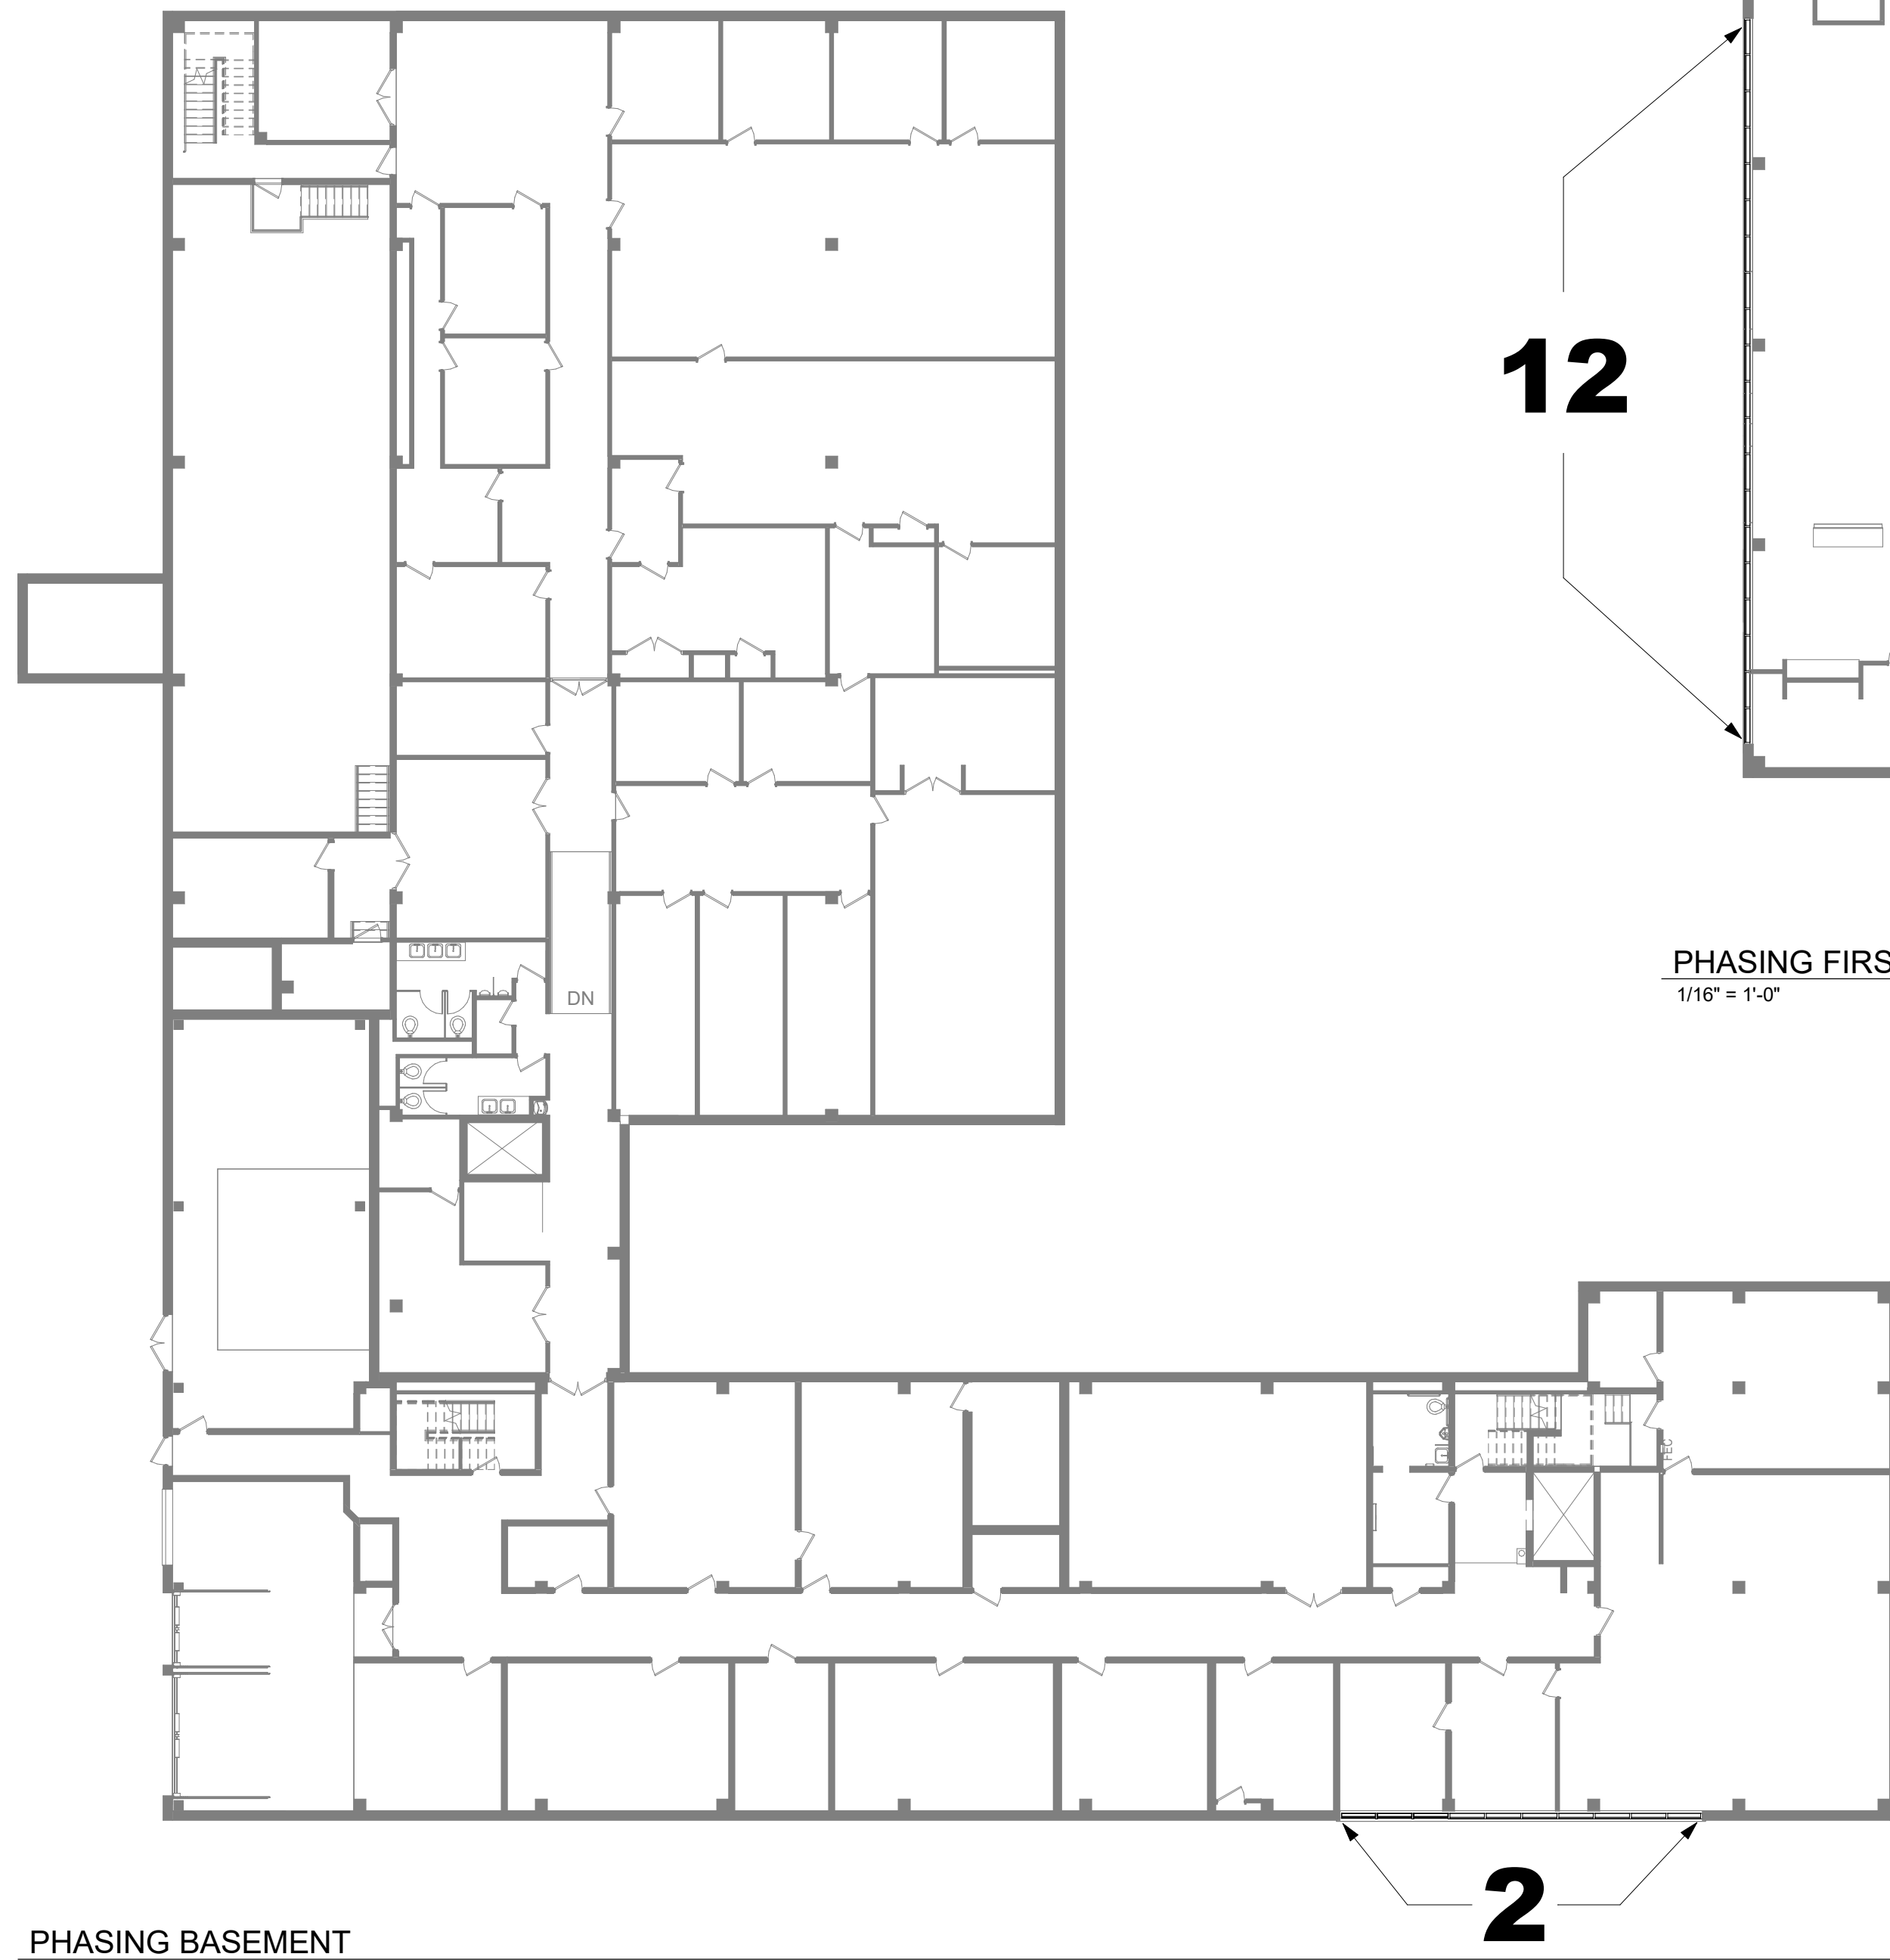 12
PHASING FIRS
1/16" = 1'-0"
DN
FEC
2
PHASING BASEMENT